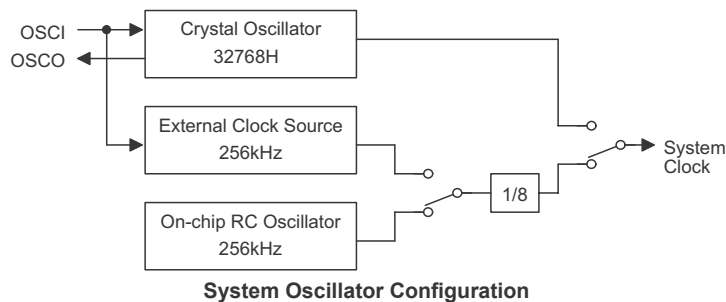 OSCI
OSCO
Crystal Oscillator
32768H
External Clock Source
256kHz
On-chip RC Oscillator
256kHz
1/8
System
Clock
System Oscillator Configuration